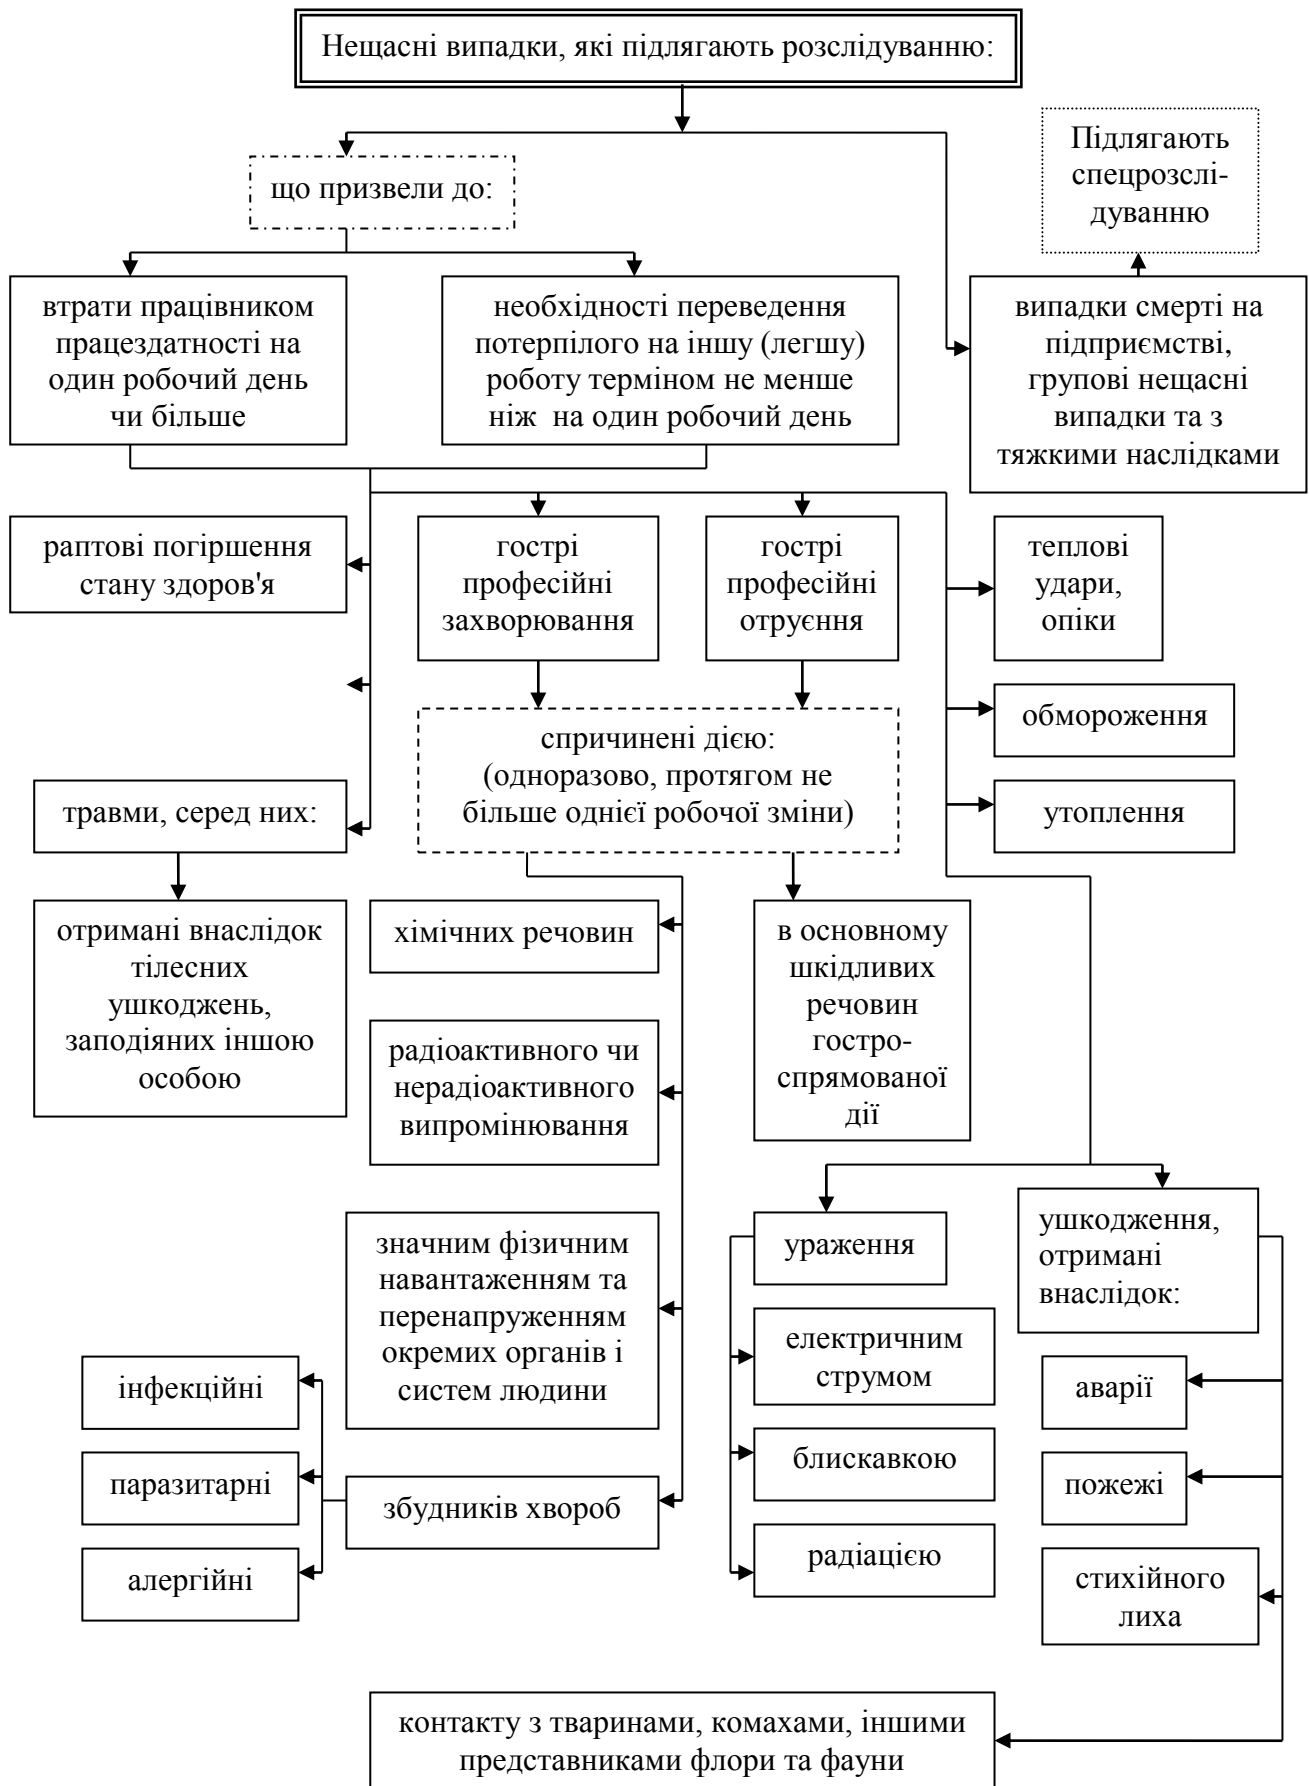 Нещасні випадки, які підлягають розслідуванню:
Підлягають
спецрозслі-
дуванню
що призвели до:
втрати працівником
працездатності на
один робочий день
чи більше
необхідності переведення
потерпілого на іншу (легшу)
роботу терміном не менше
ніж на один робочий день
випадки смерті на
підприємстві,
групові нещасні
випадки та з
тяжкими наслідками
раптові погіршення
стану здоров'я
гострі
професійні
захворювання
гострі
професійні
отруєння
теплові
удари,
опіки
обмороження
утоплення
спричинені дією:
(одноразово, протягом не
більше однієї робочої зміни)
травми, серед них:
отримані внаслідок
тілесних
ушкоджень,
заподіяних іншою
особою
хімічних речовин
в основному
шкідливих
речовин
гостро-
спрямованої
дії
радіоактивного чи
нерадіоактивного
випромінювання
значним фізичним
навантаженням та
перенапруженням
окремих органів і
систем людини
збудників хвороб
інфекційні
паразитарні
алергійні
ураження
електричним
струмом
блискавкою
радіацією
ушкодження,
отримані
внаслідок:
аварії
пожежі
стихійного
лиха
контакту з тваринами, комахами, іншими
представниками флори та фауни